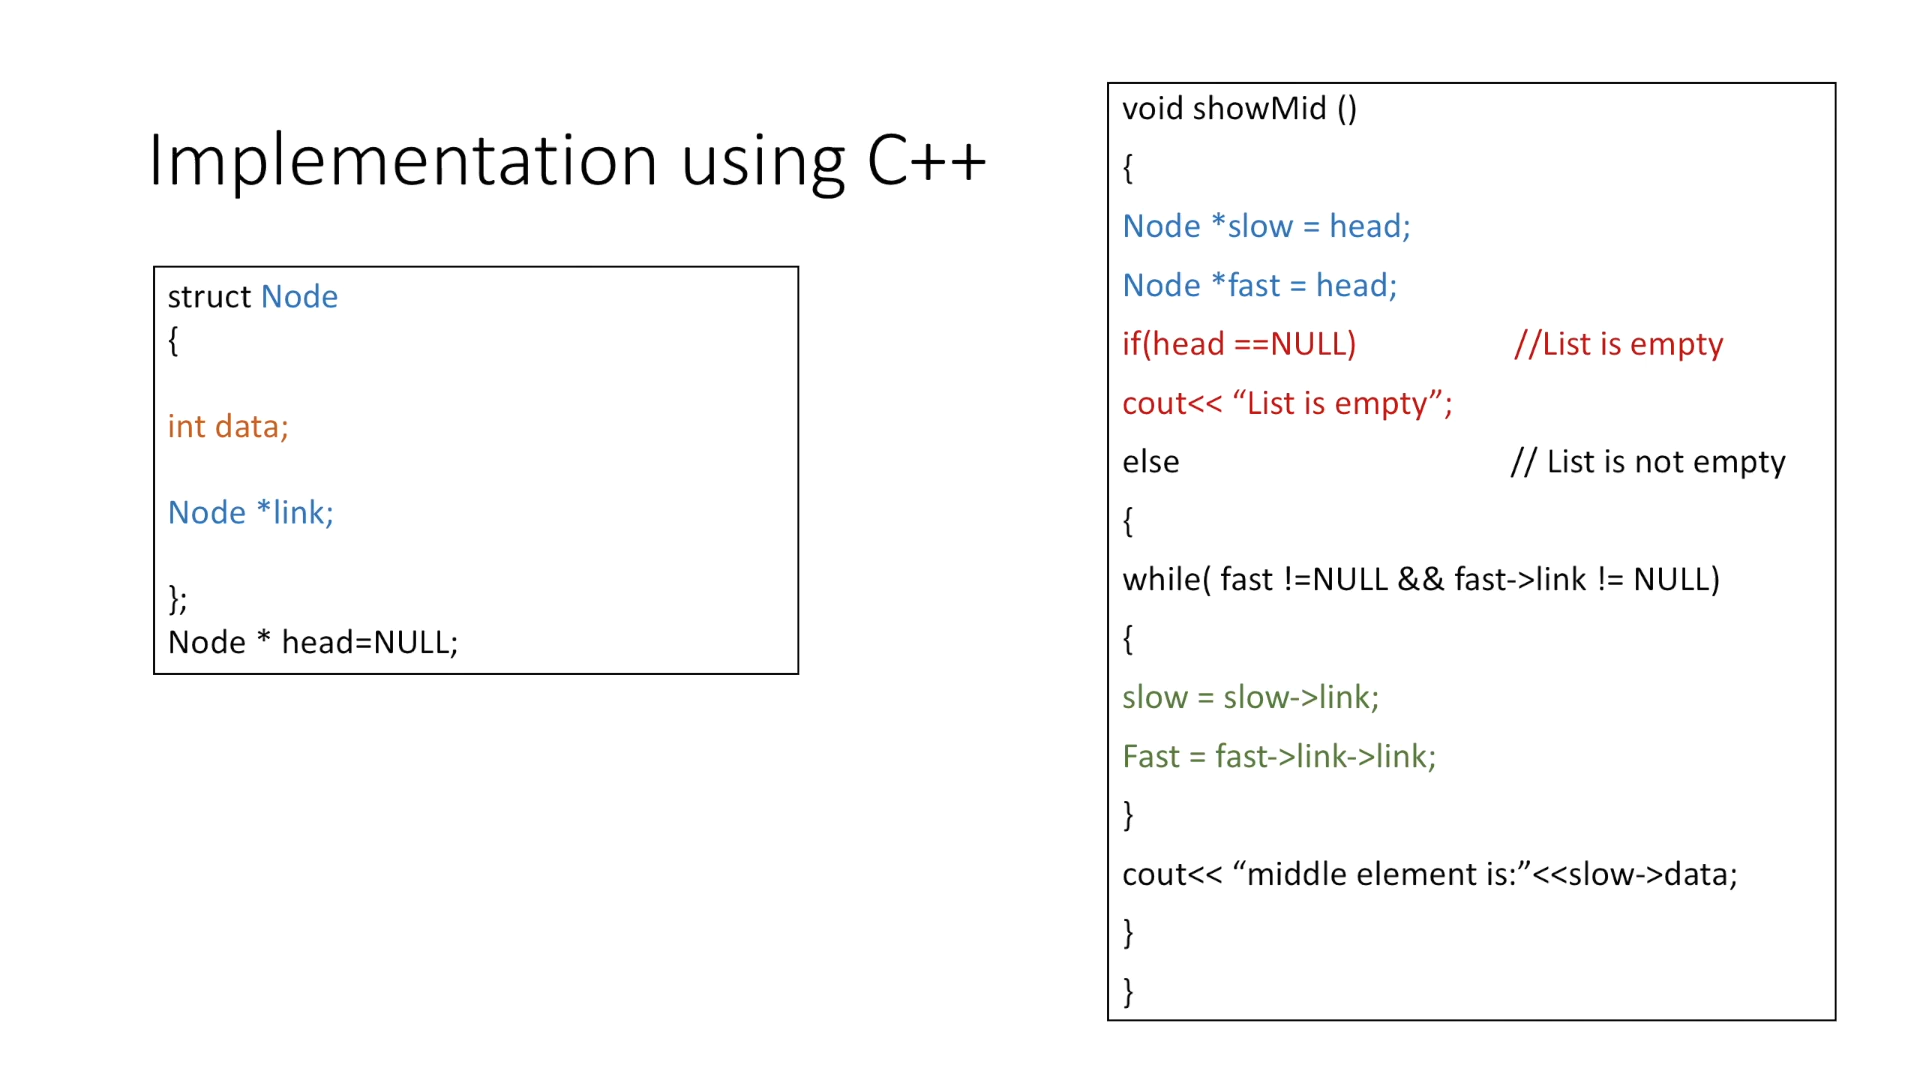 Implementation using C++
struct Node
{
int data;
Node *link;
};
Node * head=NULL;
void showMid ()
{
Node *slow = head;
Node *fast = head;
if(head ==NULL) //List is empty
cout<< “List is empty”;
else // List is not empty
{
while( fast !=NULL && fast->link != NULL)
{
slow = slow->link;
Fast = fast->link->link;
}
cout<< “middle element is:”<<slow->data;
}
}